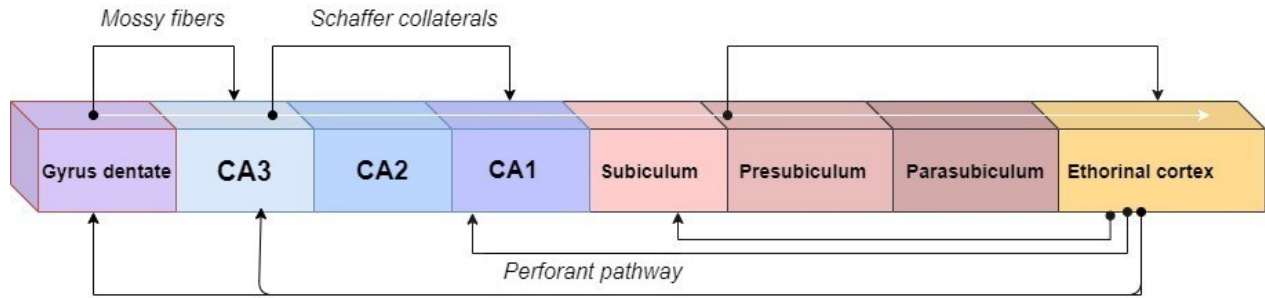 Mossy fibers
Schaffer collaterals
Gyrus dentate
CA3
CA2
CA1
Subiculum
Presubiculum
Parasubiculum
Ethorinal cortex
Perforant pathway